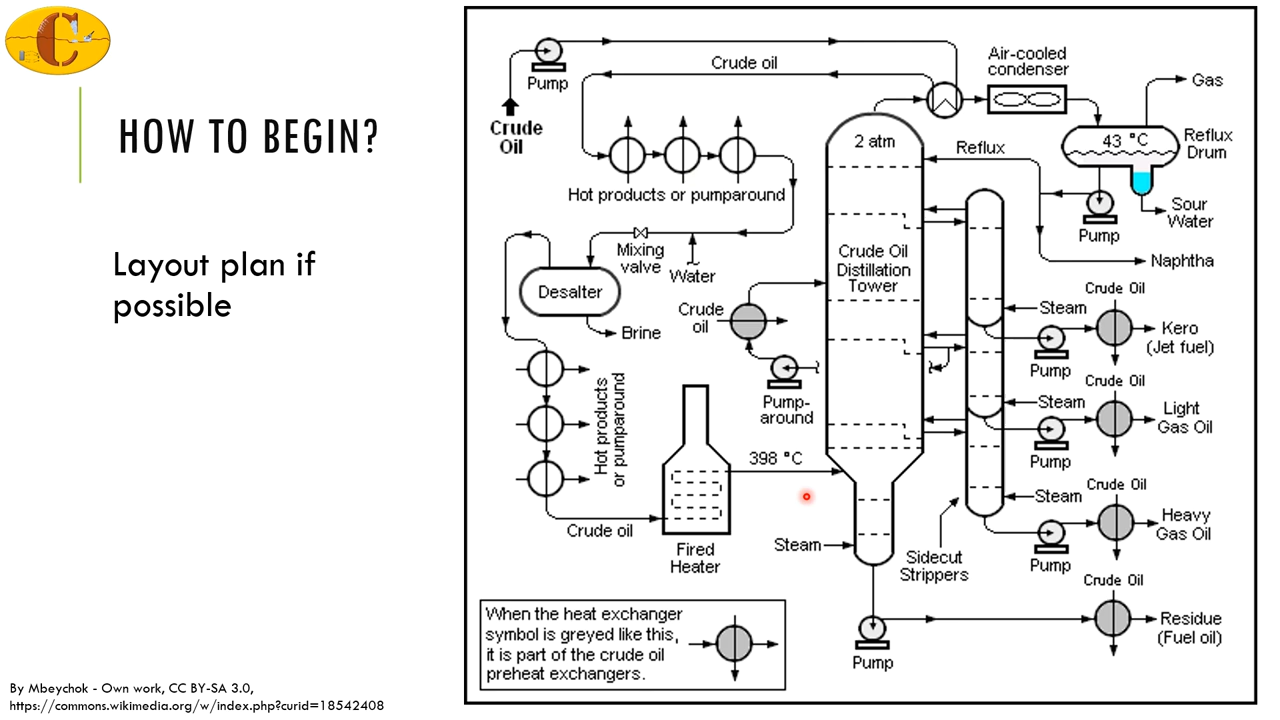 C
HOW TO BEGIN?
Layout plan if
possible
By Mbeychok - Own work, CC BY-SA 3.0,
https://commons.wikimedia.org/w/index.php?curid=18542408
Pump
Crude oil
Crude
Oil
Air-cooled
condenser
Gas
43 °C
Reflux
Drum
2 atm
Reflux
Hot products or pumparound
Pump
Sour
Water
Mixing
valve
Water
Naphtha
Crude Oil
Distillation
Tower
Desalter
Brine
Crude
oil
Steam
Crude Oil
Kero
(Jet fuel)
Pump
Hot products
or pumparound
Pump-
around
Steam
Crude Oil
Light
Gas Oil
Pump
398 °C
Crude oil
Fired
Heater
Steam
Steam
Crude Oil
Heavy
Gas Oil
Pump
Sidecut
Strippers
Crude Oil
Residue
(Fuel oil)
Pump
When the heat exchanger
symbol is greyed like this,
it is part of the crude oil
preheat exchangers.